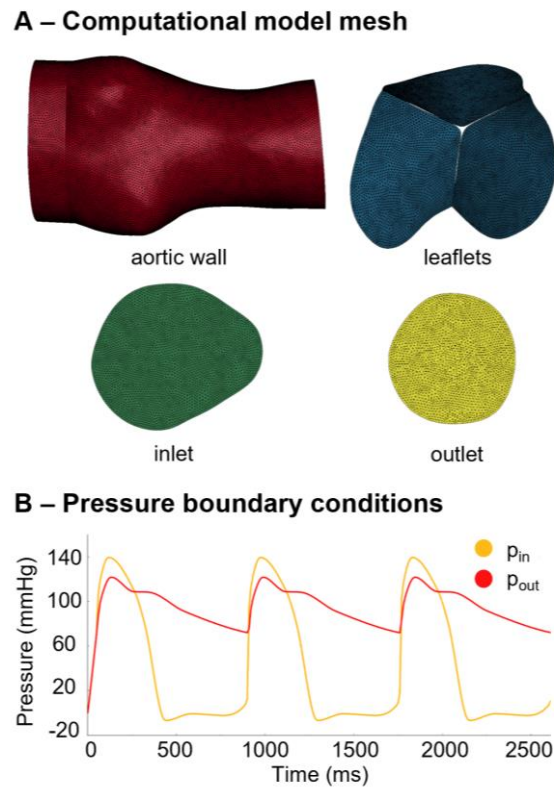 A – Computational model mesh
aortic wall
leaflets
inlet
outlet
B – Pressure boundary conditions
140
100
60
20
-20
Pressure (mmHg)
p_in
p_out
0
500
1000
1500
2000
2500
Time (ms)